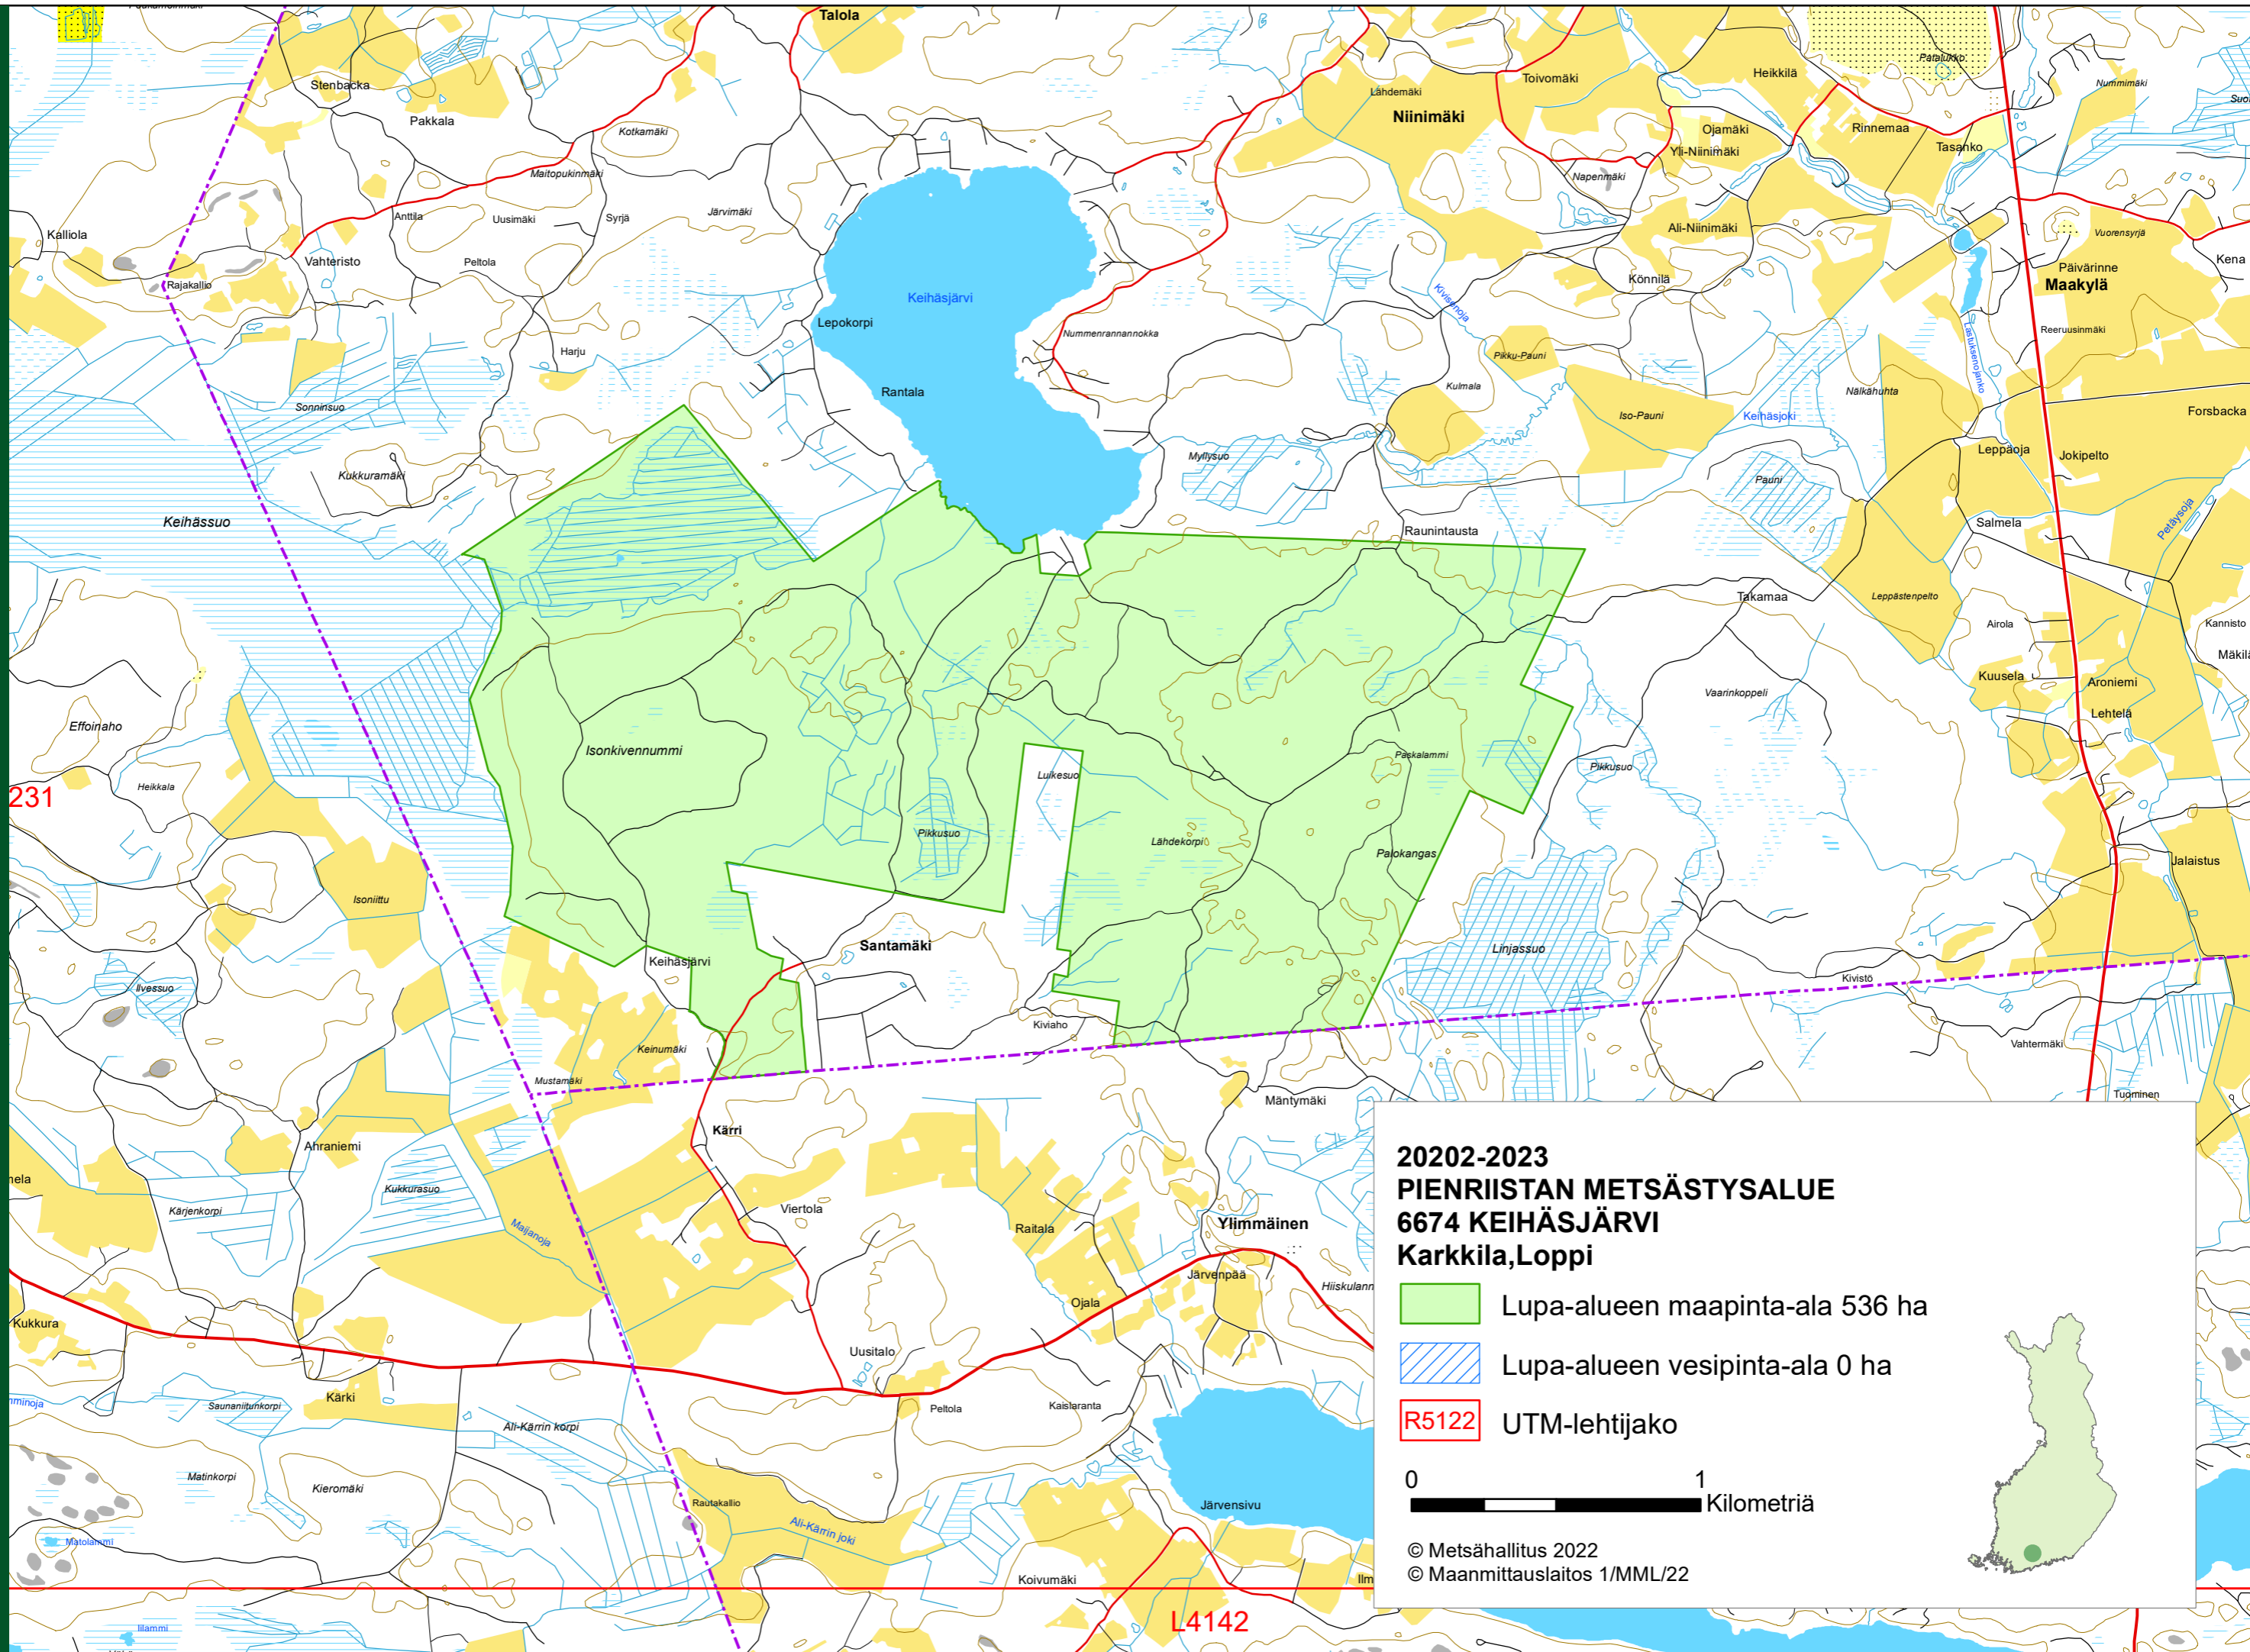 Talola
Stenbacka
Pakkala
Kotkamäki
Maitopukinmäki
Anttila
Uusimäki
Syrjä
Järvimäki
Kalliola
Vahteristo
Peltola
Rajakallio
Harju
Sonninsuo
Kukkuramäki
Keihässuo
Lepokorpi
Keihäsjärvi
Rantala
Nummenrannannokka
Lähdemäki
Niinimäki
Toivomäki
Heikkilä
Patalukko
Nummimäki
Ojamäki
Yli-Niinimäki
Rinnemaa
Tasanko
Napenmäki
Ali-Niinimäki
Könnilä
Vuorensyrjä
Päivärinne
Maakylä
Kena
Reeruusinmäki
Kivisenoja
Pikku-Pauni
Kulmala
Iso-Pauni
Keihäsjoki
Nälkähuhta
Lastuksenojanko
Forsbacka
Leppäoja
Jokipelto
Myllysuo
Pauni
Raunintausta
Salmela
Petäysoja
Takamaa
Leppästenpelto
Airola
Kannisto
Kuusela
Aroniemi
Lehtelä
Vaarinkoppeli
Effoinaho
Heikkala
231
Isonkivennummi
Luikesuo
Paskalammi
Pikkusuo
Pikkusuo
Lähdekorpi
Palokangas
Jalaistus
Isoniittu
Santamäki
Keihäsjärvi
Linjassuo
Kivistö
Ilvessuo
Kiviaho
Keinumäki
Mustamäki
Vahtermäki
Tuominen
Mäntymäki
Kärri
Ahraniemi
Kukkurasuo
Kärjenkorpi
Maijanoja
Viertola
Raitala
Ylimmäinen
Järvenpää
Hiiskulann
Ojala
Kukkura
Uusitalo
Kärki
Saunaniitunkorpi
Ali-Kärrin korpi
Peltola
Kaislaranta
Matinkorpi
Kieromäki
Rautakallio
Ali-Kärrin joki
Järvensivu
Matolammi
Koivumäki
Ilm
L4142
Iilammi
20202-2023
PIENRIISTAN METSÄSTYSALUE
6674 KEIHÄSJÄRVI
Karkkila,Loppi
Lupa-alueen maapinta-ala 536 ha
Lupa-alueen vesipinta-ala 0 ha
R5122 UTM-lehtijako
0 1
Kilometriä
© Metsähallitus 2022
© Maanmittauslaitos 1/MML/22